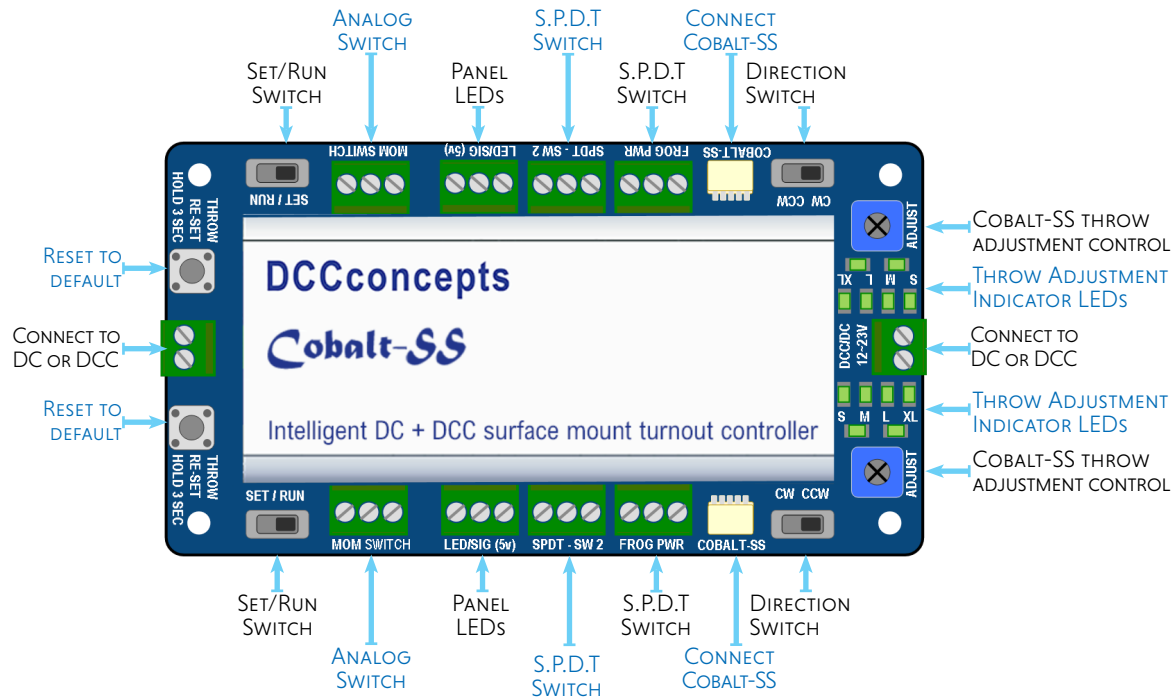 Analog
Switch
S.P.D.T
Switch
Connect
Cobalt-SS
Set/Run
Switch
Panel
LEDs
S.P.D.T
Switch
Direction
Switch
MOM SWITCH
LED/SIG (5v)
SPDT - SW 2
FROG PWR
COBALT-SS
SET / RUN
CCW CW
THROW
RE-SET
HOLD 3 SEC
ADJUST
Cobalt-SS throw
adjustment control
Reset to
default
XL L M S
Throw Adjustment
Indicator LEDs
DCCconcepts
Cobalt-SS
Intelligent DC + DCC surface mount turnout controller
Connect to
DC or DCC
DCC/DC
12~23V
Connect to
DC or DCC
Reset to
default
S M L XL
Throw Adjustment
Indicator LEDs
THROW
RE-SET
HOLD 3 SEC
ADJUST
Cobalt-SS throw
adjustment control
SET / RUN
CW CCW
MOM SWITCH
LED/SIG (5v)
SPDT - SW 2
FROG PWR
COBALT-SS
Set/Run
Switch
Panel
LEDs
S.P.D.T
Switch
Direction
Switch
Analog
Switch
S.P.D.T
Switch
Connect
Cobalt-SS